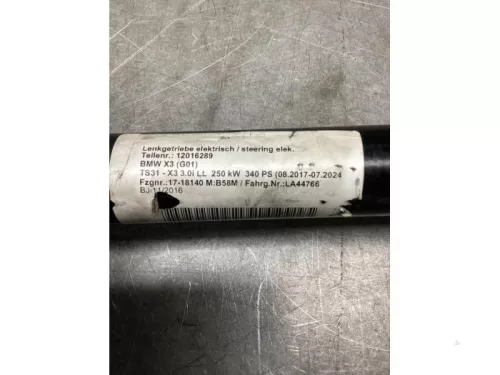 Lenkgetriebe elektrisch / steering elek.
Teilenr.: 12016289
BMW X3 (G01)
TS31 - X3 3.0i LL 250 kW 340 PS (08.2017-07.2024
Fzgnr.:17-18140 M:B58M / Fahrg.Nr.:LA44766
BJ:11/2016